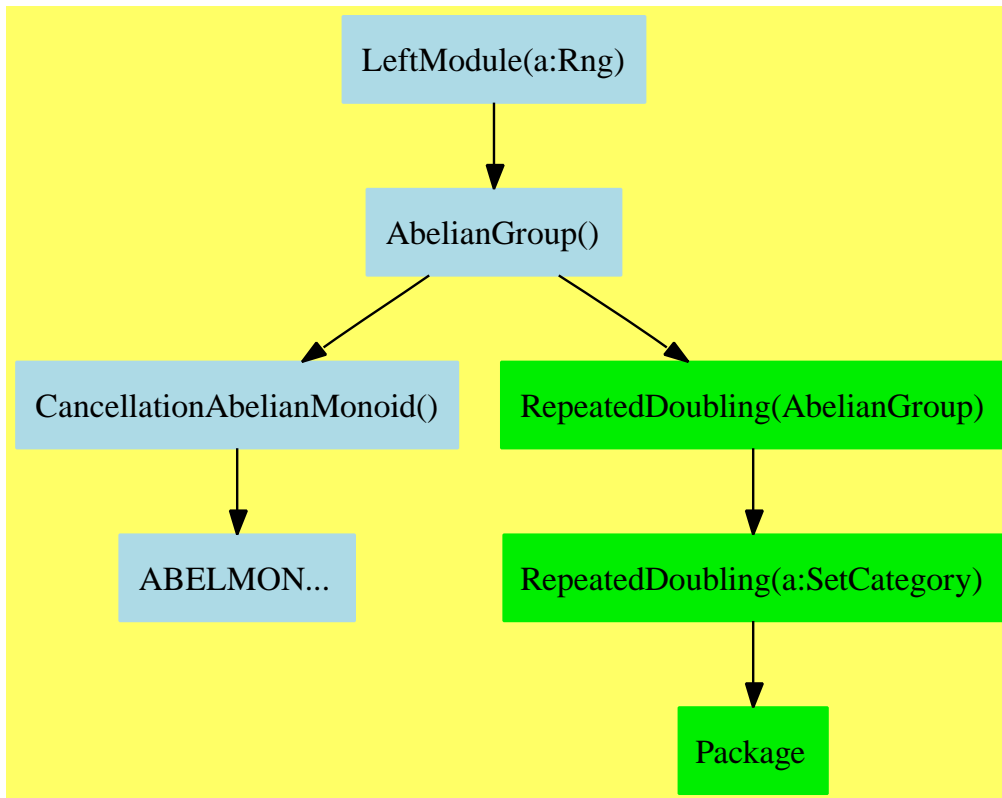 LeftModule(a:Rng)
AbelianGroup()
CancellationAbelianMonoid()
RepeatedDoubling(AbelianGroup)
ABELMON...
RepeatedDoubling(a:SetCategory)
Package